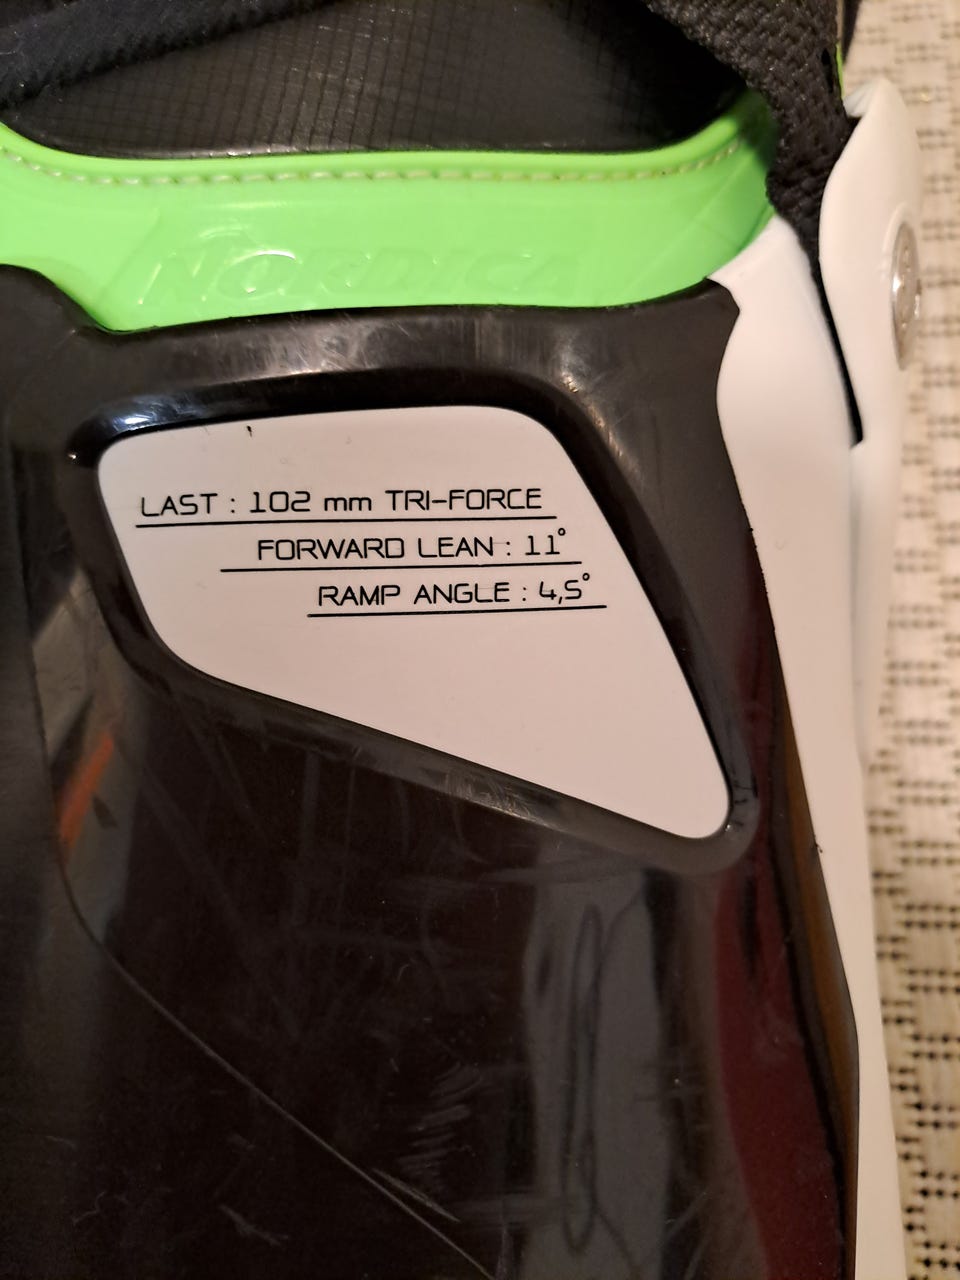 NORDICA
LAST : 102 mm TRI-FORCE
FORWARD LEAN : 11°
RAMP ANGLE : 4,5°